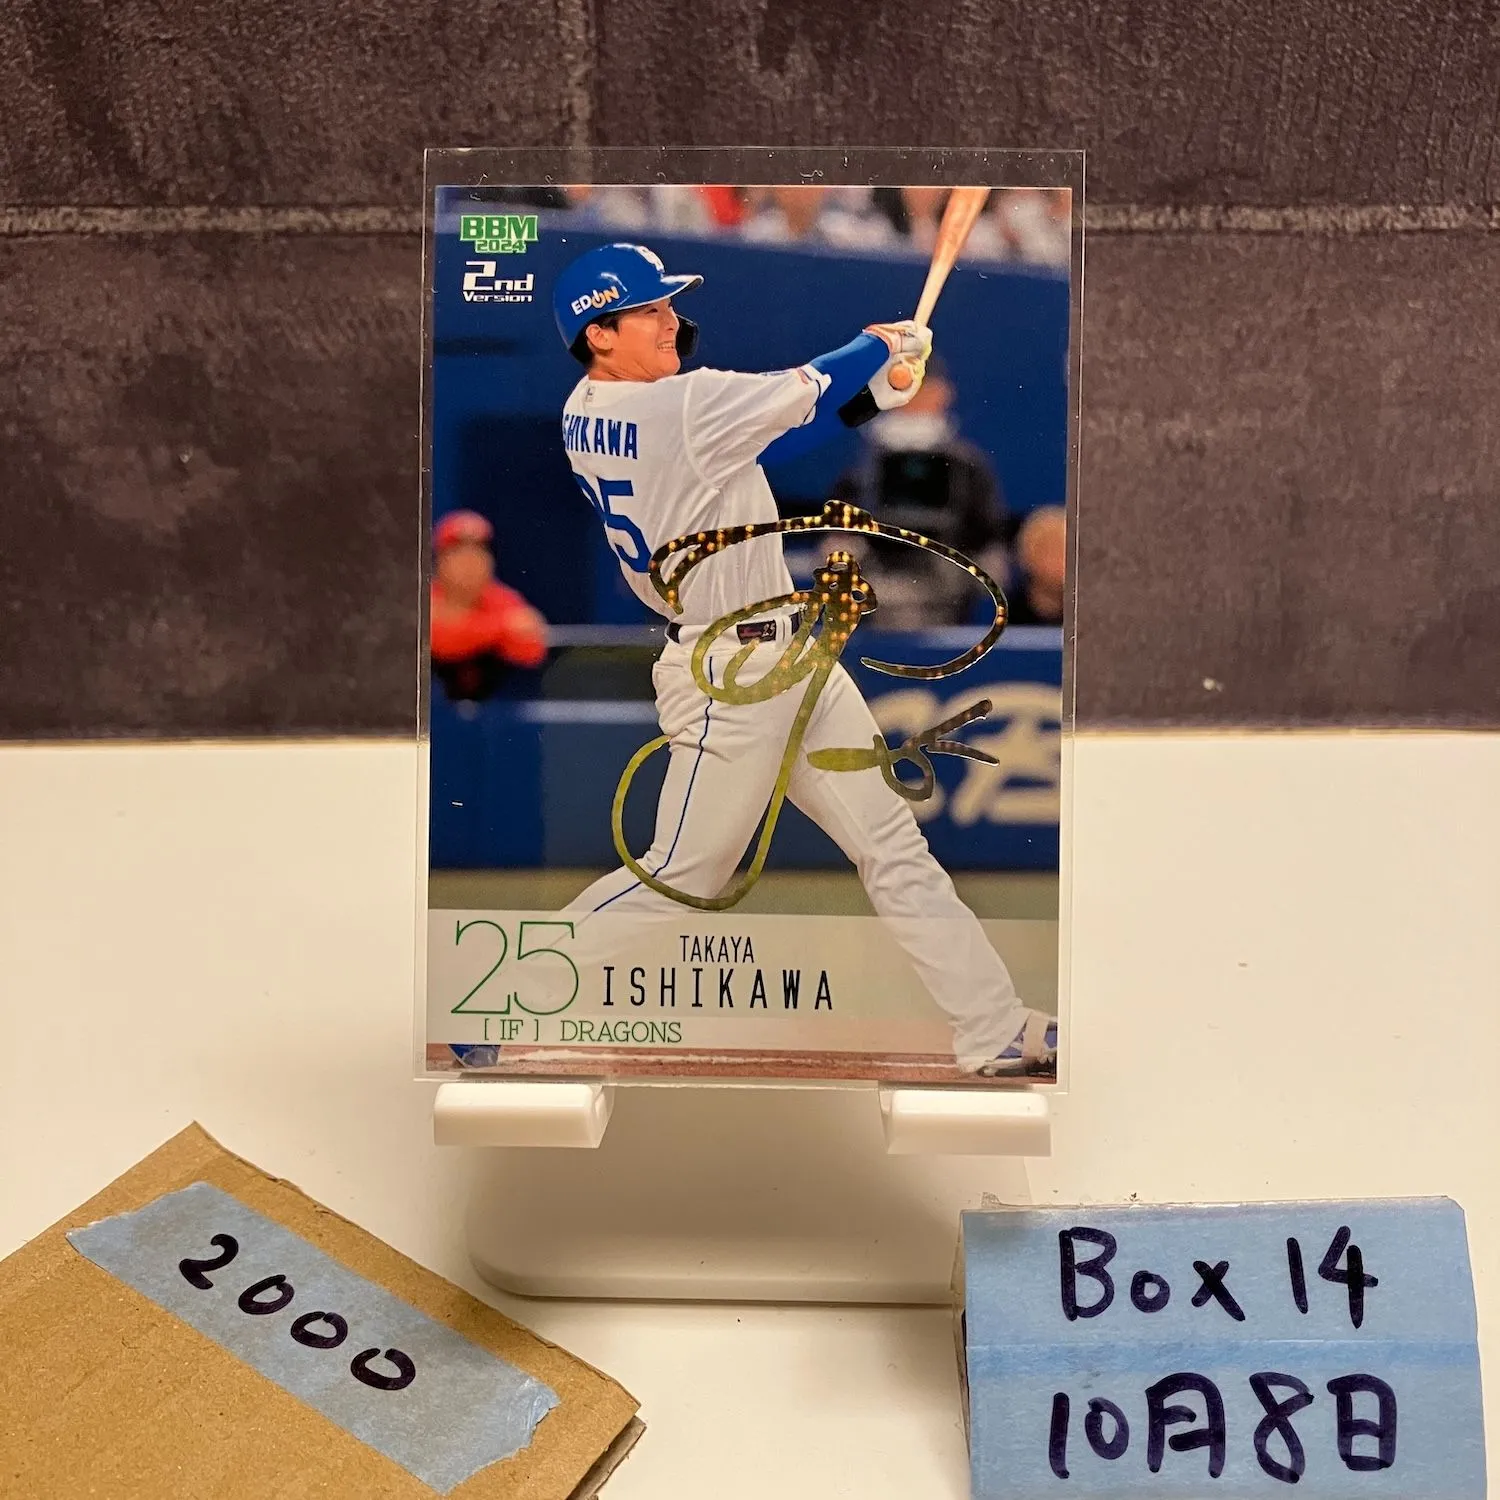 BBM
2024
2nd
Version
EDION
SHIKAWA
25
25
TAKAYA
ISHIKAWA
[ IF ] DRAGONS
2000
Box 14
10月8日